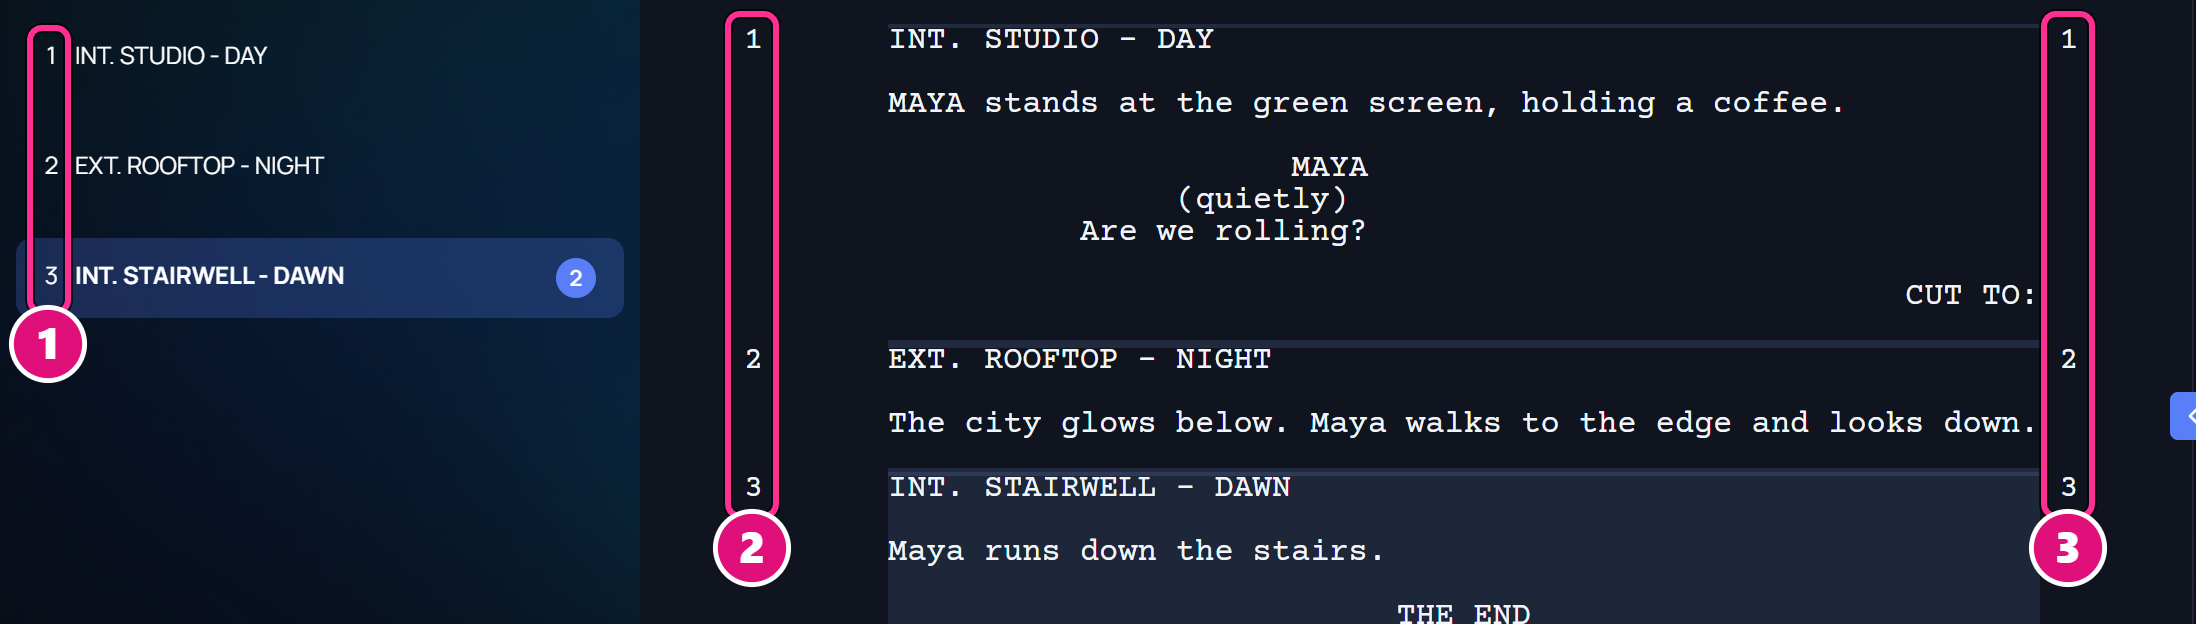 1 INT. STUDIO - DAY
2 EXT. ROOFTOP - NIGHT
3 INT. STAIRWELL - DAWN 2
1
1 INT. STUDIO - DAY 1
MAYA stands at the green screen, holding a coffee.
MAYA
(quietly)
Are we rolling?
CUT TO:
2 EXT. ROOFTOP - NIGHT 2
The city glows below. Maya walks to the edge and looks down.
3 INT. STAIRWELL - DAWN 3
Maya runs down the stairs.
2 3
THE END